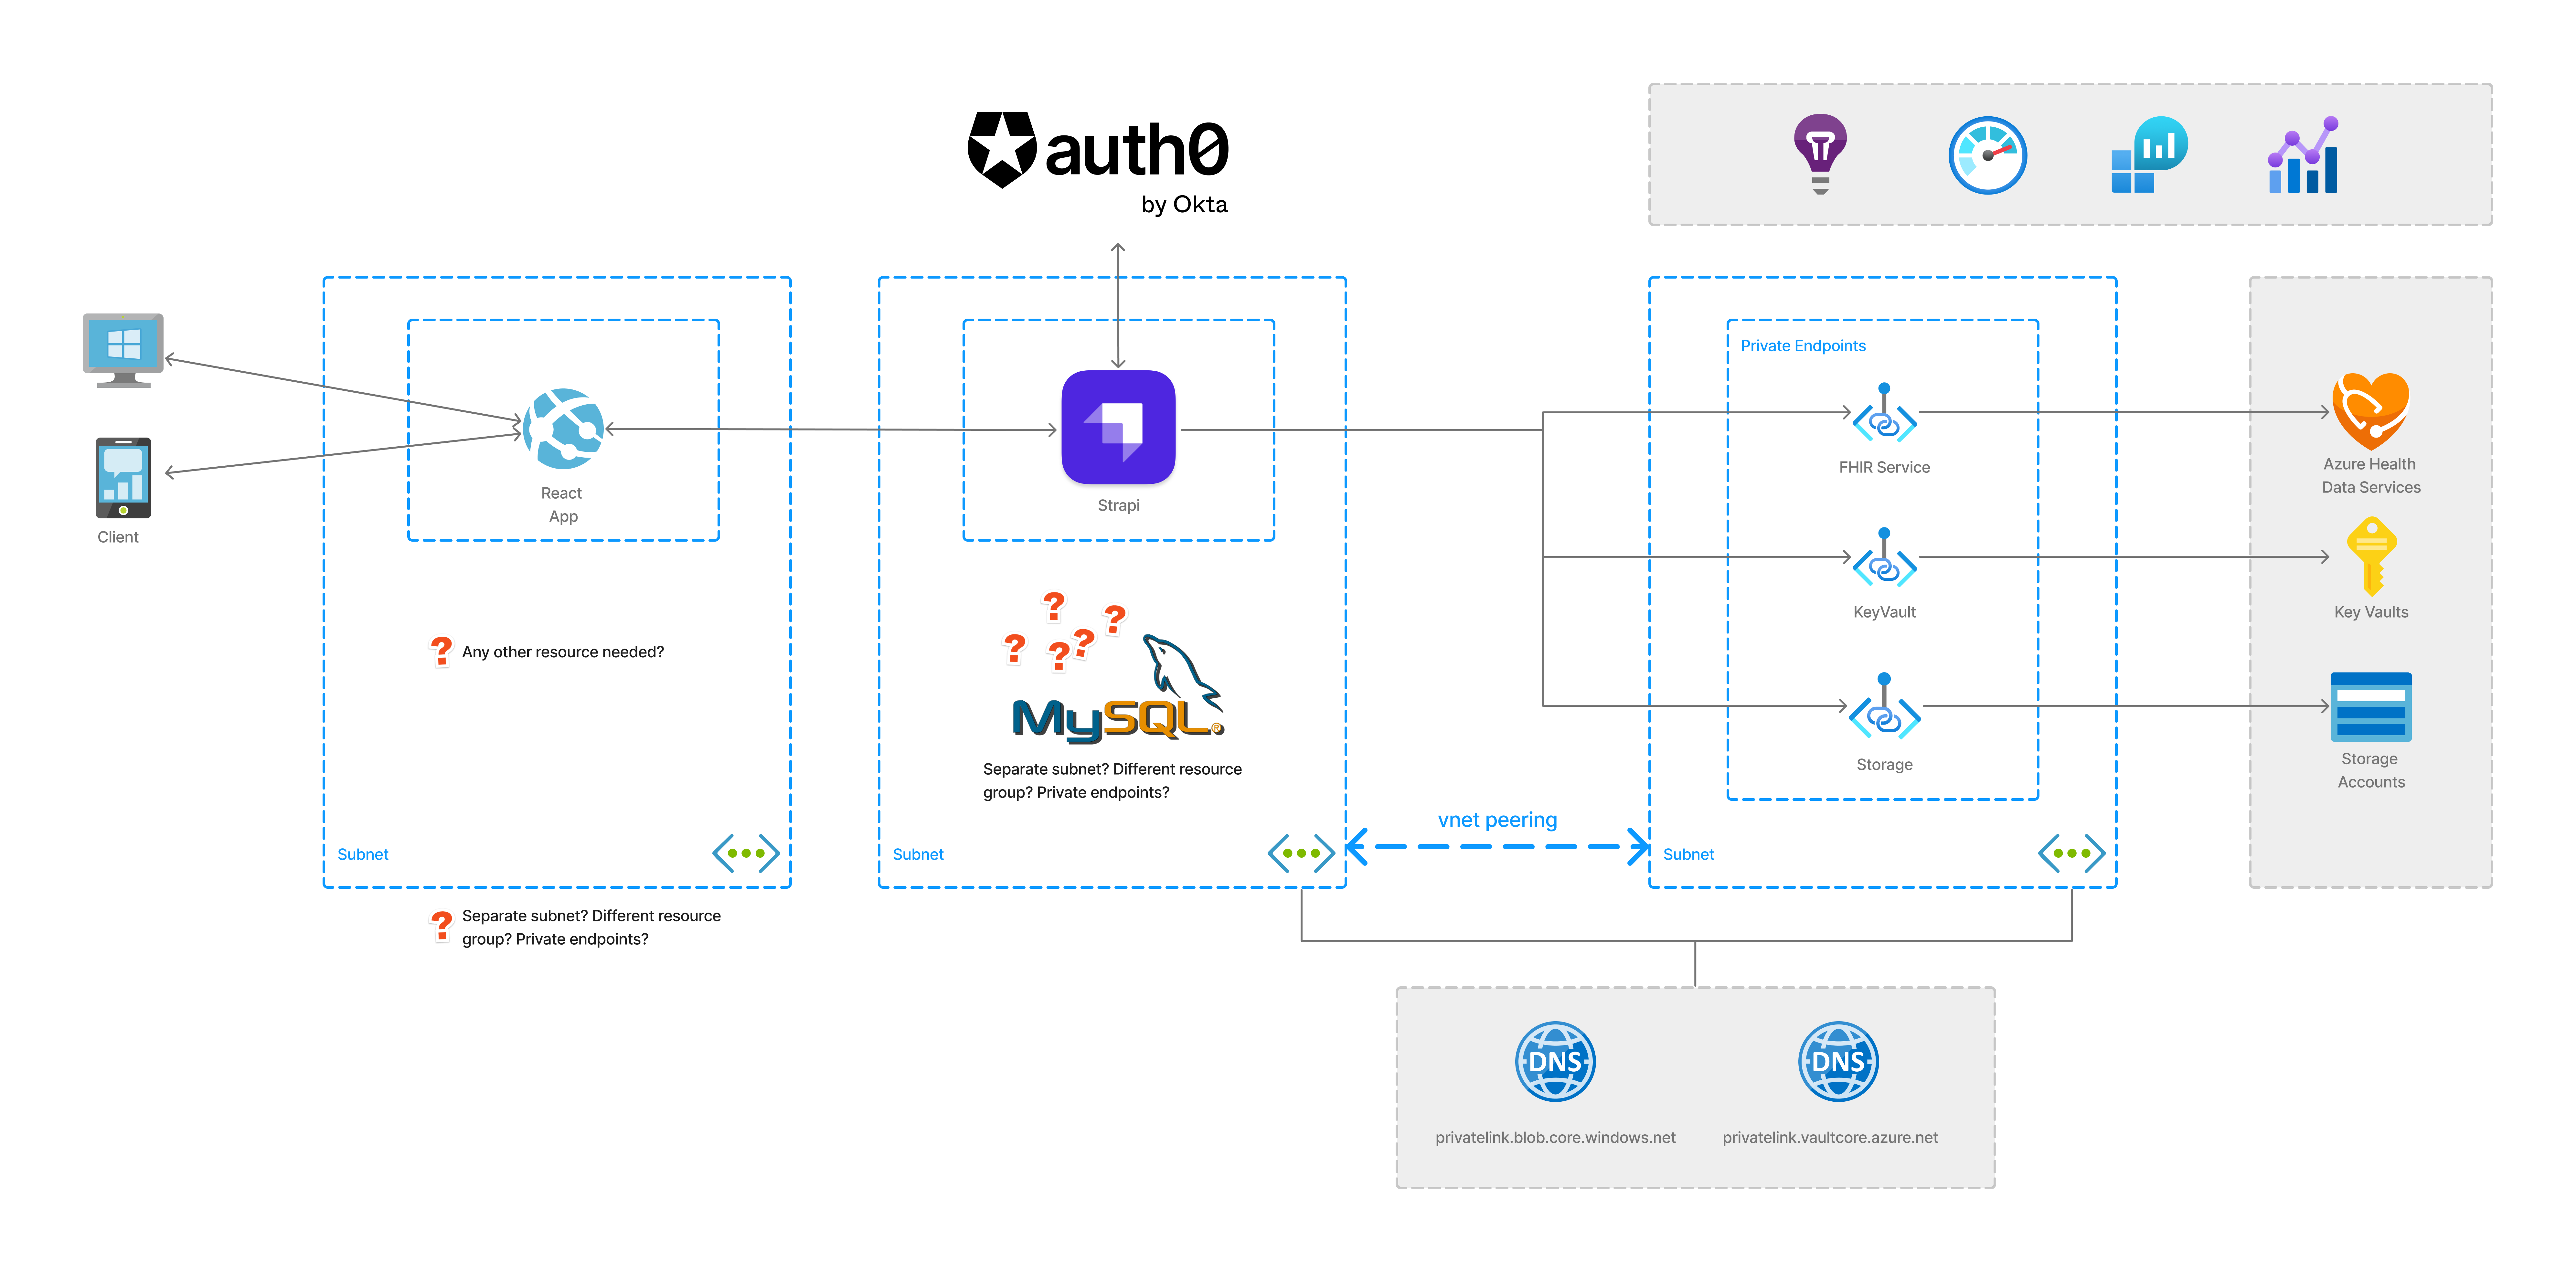 auth0
by Okta
Client
React
App
? Any other resource needed?
Subnet
? Separate subnet? Different resource
group? Private endpoints?
Strapi
? ? ? ? ?
MySQL®
Separate subnet? Different resource
group? Private endpoints?
Subnet
vnet peering
Private Endpoints
FHIR Service
KeyVault
Storage
Subnet
Azure Health
Data Services
Key Vaults
Storage
Accounts
DNS
privatelink.blob.core.windows.net
DNS
privatelink.vaultcore.azure.net